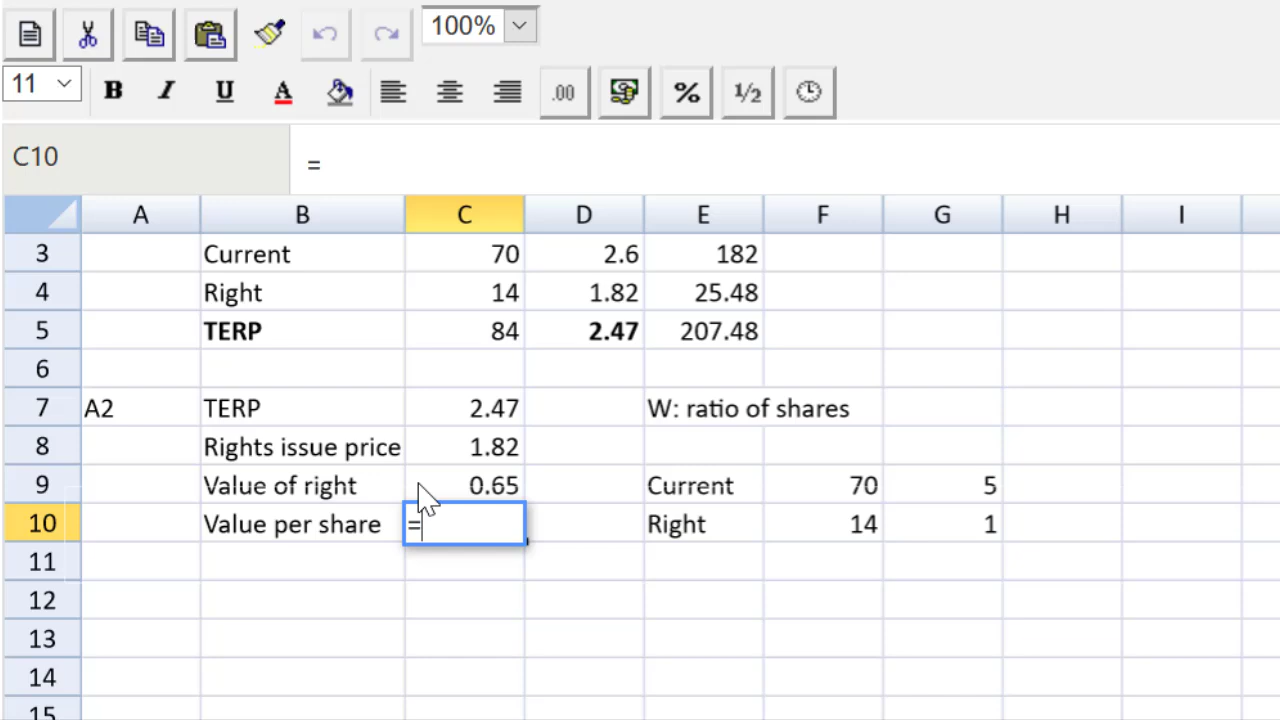 100%
11 B I U A .00 % 1/2
C10 =
A B C D E F G H I
3 Current 70 2.6 182
4 Right 14 1.82 25.48
5 TERP 84 2.47 207.48
6
7 A2 TERP 2.47 W: ratio of shares
8 Rights issue price 1.82
9 Value of right 0.65 Current 70 5
10 Value per share = Right 14 1
11
12
13
14
15